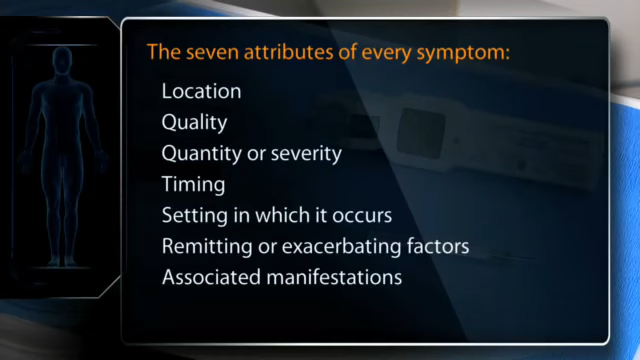 The seven attributes of every symptom:
Location
Quality
Quantity or severity
Timing
Setting in which it occurs
Remitting or exacerbating factors
Associated manifestations